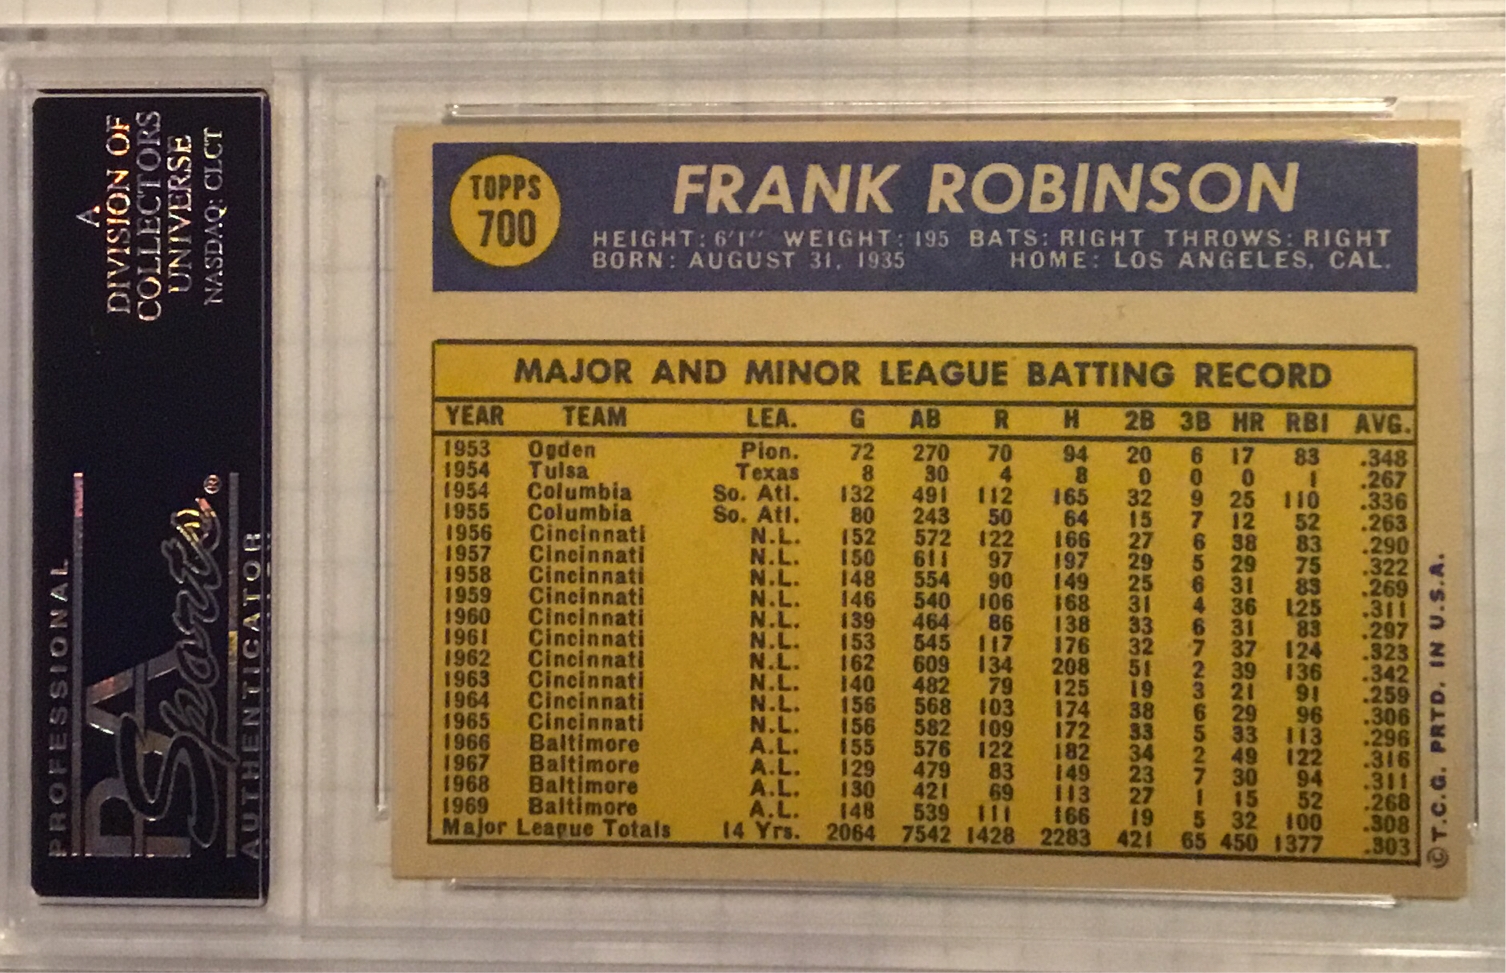 A
DIVISION OF
COLLECTORS
UNIVERSE
NASDAQ: CLCT
PROFESSIONAL
PSA
Sports®
AUTHENTICATOR
TOPPS
700
FRANK ROBINSON
HEIGHT: 6'1" WEIGHT: 195 BATS: RIGHT THROWS: RIGHT
BORN: AUGUST 31, 1935 HOME: LOS ANGELES, CAL.
MAJOR AND MINOR LEAGUE BATTING RECORD
YEAR TEAM LEA. G AB R H 2B 3B HR RBI AVG.
1953 Ogden Pion. 72 270 70 94 20 6 17 83 .348
1954 Tulsa Texas 8 30 4 8 0 0 0 1 .267
1954 Columbia So. Atl. 132 491 112 165 32 9 25 110 .336
1955 Columbia So. Atl. 80 243 50 64 15 7 12 52 .263
1956 Cincinnati N.L. 152 572 122 166 27 6 38 83 .290
1957 Cincinnati N.L. 150 611 97 197 29 5 29 75 .322
1958 Cincinnati N.L. 148 554 90 149 25 6 31 83 .269
1959 Cincinnati N.L. 146 540 106 168 31 4 36 125 .311
1960 Cincinnati N.L. 139 464 86 138 33 6 31 83 .297
1961 Cincinnati N.L. 153 545 117 176 32 7 37 124 .323
1962 Cincinnati N.L. 162 609 134 208 51 2 39 136 .342
1963 Cincinnati N.L. 140 482 79 125 19 3 21 91 .259
1964 Cincinnati N.L. 156 568 103 174 38 6 29 96 .306
1965 Cincinnati N.L. 156 582 109 172 33 5 33 113 .296
1966 Baltimore A.L. 155 576 122 182 34 2 49 122 .316
1967 Baltimore A.L. 129 479 83 149 23 7 30 94 .311
1968 Baltimore A.L. 130 421 69 113 27 1 15 52 .268
1969 Baltimore A.L. 148 539 111 166 19 5 32 100 .308
Major League Totals 14 Yrs. 2064 7542 1428 2283 421 65 450 1377 .303
© T.C.G. PRTD. IN U.S.A.